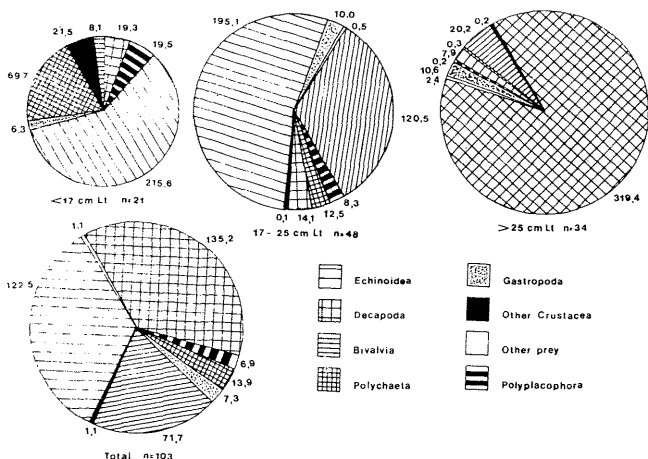 21,5 8,1 19,3
19,5
69,7
6,3
215,6
<17 cm Lt n=21
195,1 10,0
0,5
120,5
8,3
12,5
14,1
0,1
17-25 cm Lt n=48
0,2
20,2
0,3
7,9
0,2
10,6
2,4
319,4
>25 cm Lt n=34
1,1
135,2
122,5
6,9
13,9
7,3
71,7
1,1
Total n=103
Echinoidea
Decapoda
Bivalvia
Polychaeta
Gastropoda
Other Crustacea
Other prey
Polyplacophora